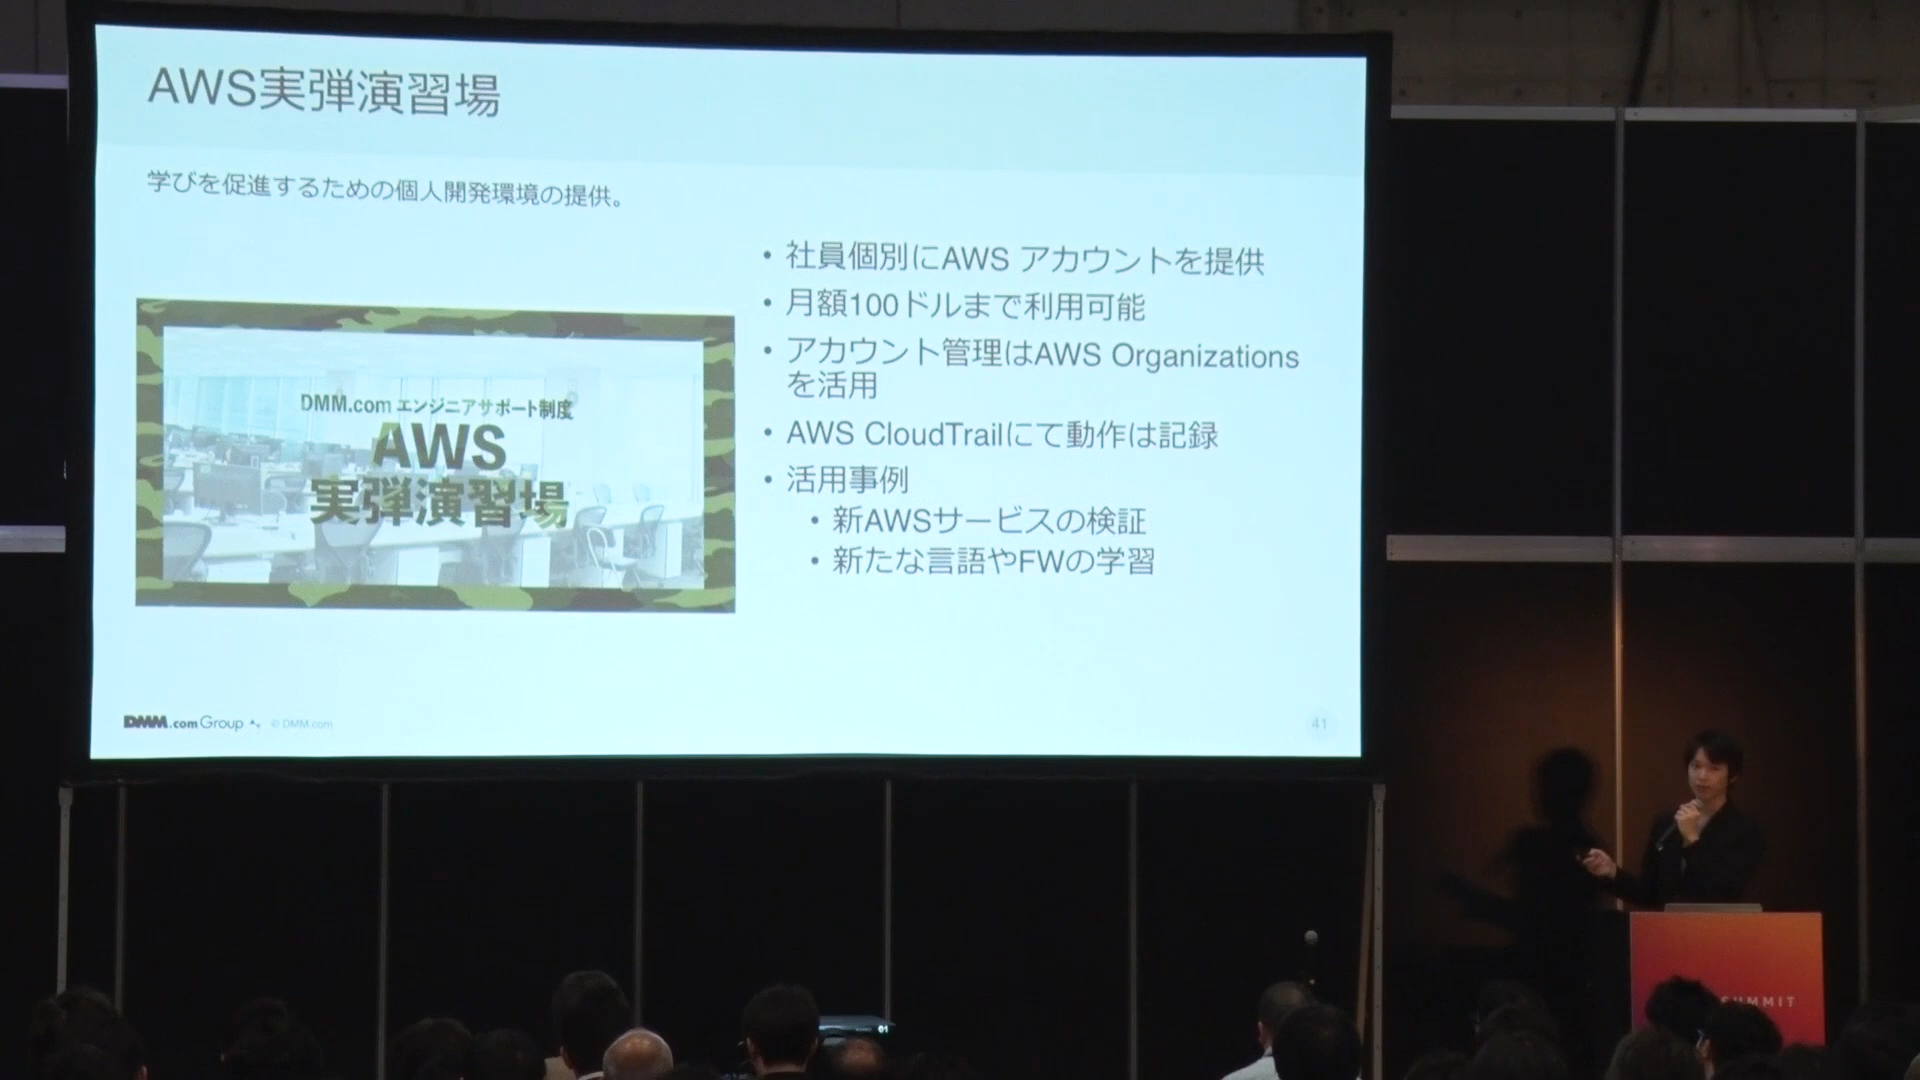 AWS実弾演習場
学びを促進するための個人開発環境の提供。
DMM.com エンジニアサポート制度
AWS
実弾演習場
• 社員個別にAWS アカウントを提供
• 月額100ドルまで利用可能
• アカウント管理はAWS Organizations
を活用
• AWS CloudTrailにて動作は記録
• 活用事例
• 新AWSサービスの検証
• 新たな言語やFWの学習
DMM.com Group © DMM.com
41
SUMMIT